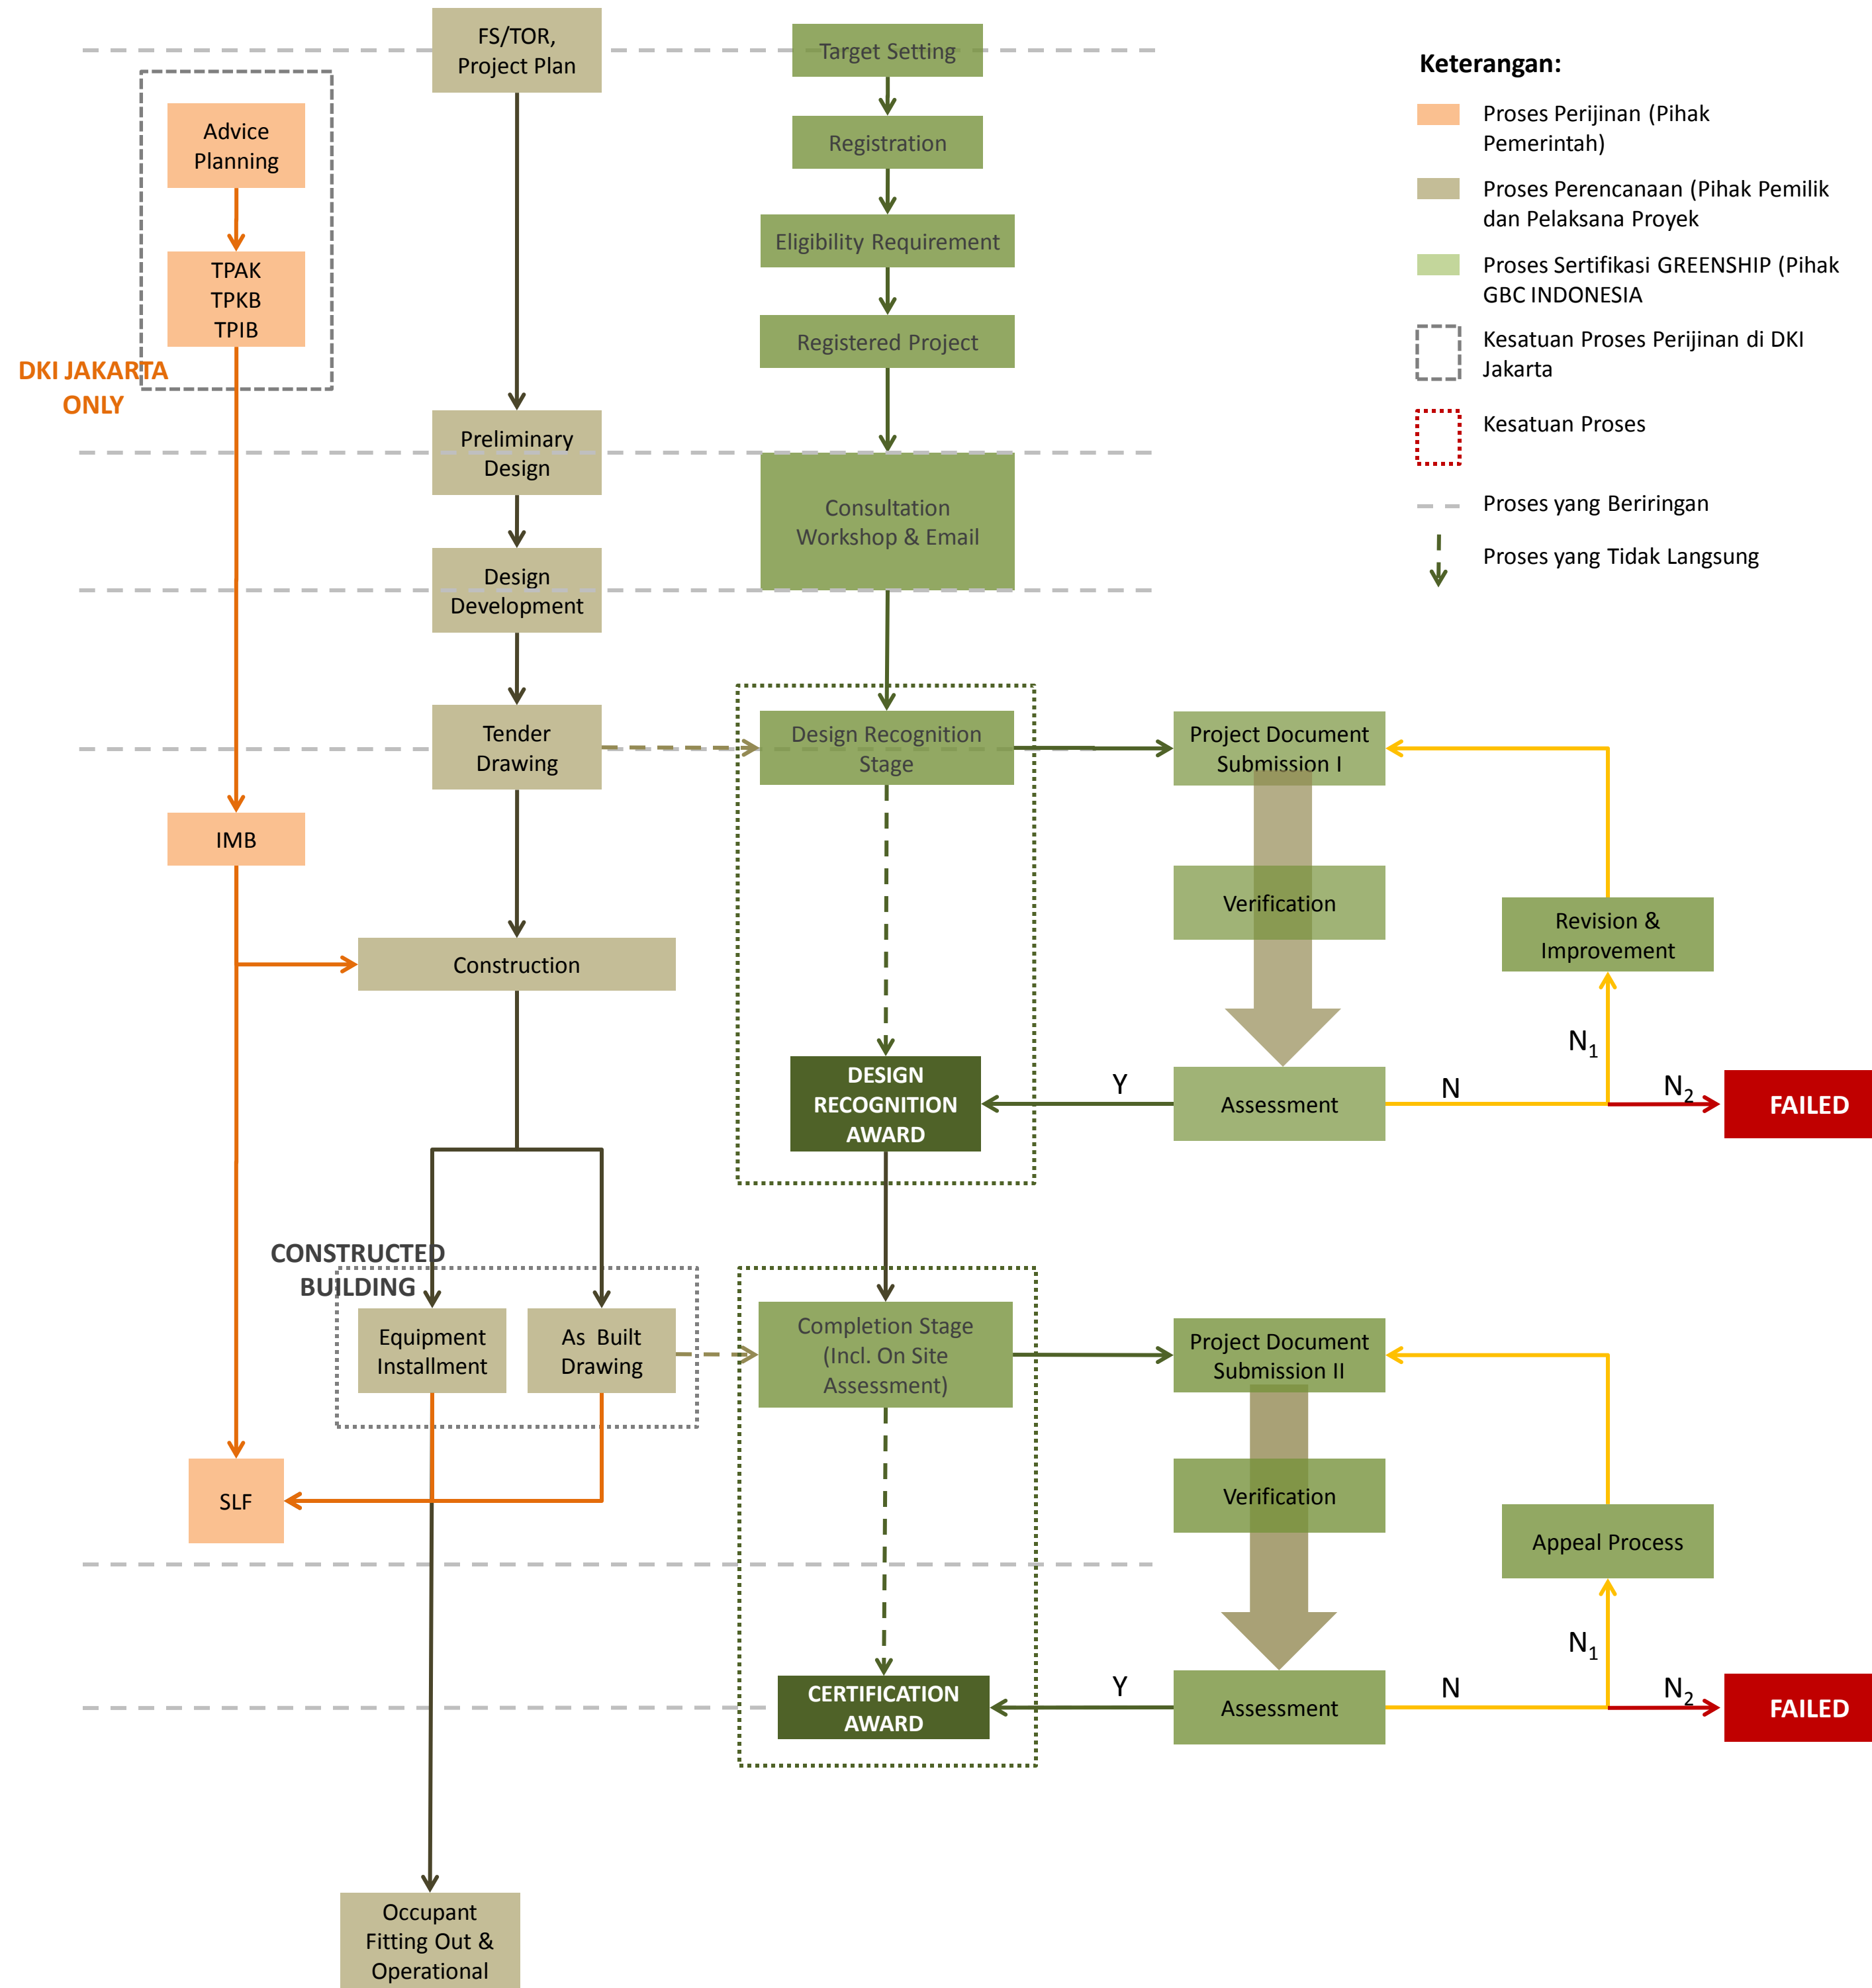 FS/TOR,
Project Plan
Target Setting
Keterangan:
Advice
Planning
Registration
Proses Perijinan (Pihak
Pemerintah)
Proses Perencanaan (Pihak Pemilik
dan Pelaksana Proyek
Eligibility Requirement
TPAK
TPKB
TPIB
Proses Sertifikasi GREENSHIP (Pihak
GBC INDONESIA
Registered Project
Kesatuan Proses Perijinan di DKI
Jakarta
DKI JAKARTA
ONLY
Kesatuan Proses
Preliminary
Design
Consultation
Workshop & Email
Proses yang Beriringan
Proses yang Tidak Langsung
Design
Development
Tender
Drawing
Design Recognition
Stage
Project Document
Submission I
IMB
Verification
Revision &
Improvement
Construction
N1
DESIGN
RECOGNITION
AWARD
Y
Assessment
N
N2
FAILED
CONSTRUCTED
BUILDING
Equipment
Installment
As Built
Drawing
Completion Stage
(Incl. On Site
Assessment)
Project Document
Submission II
SLF
Verification
Appeal Process
N1
CERTIFICATION
AWARD
Y
Assessment
N
N2
FAILED
Occupant
Fitting Out &
Operational